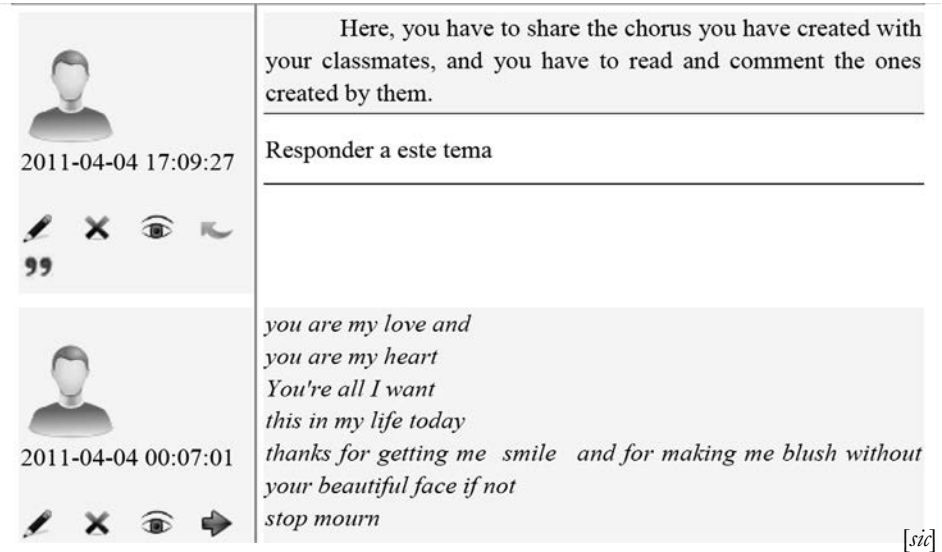 Here, you have to share the chorus you have created with
your classmates, and you have to read and comment the ones
created by them.
2011-04-04 17:09:27
Responder a este tema
you are my love and
you are my heart
You're all I want
this in my life today
2011-04-04 00:07:01
thanks for getting me smile and for making me blush without
your beautiful face if not
stop mourn
[sic]